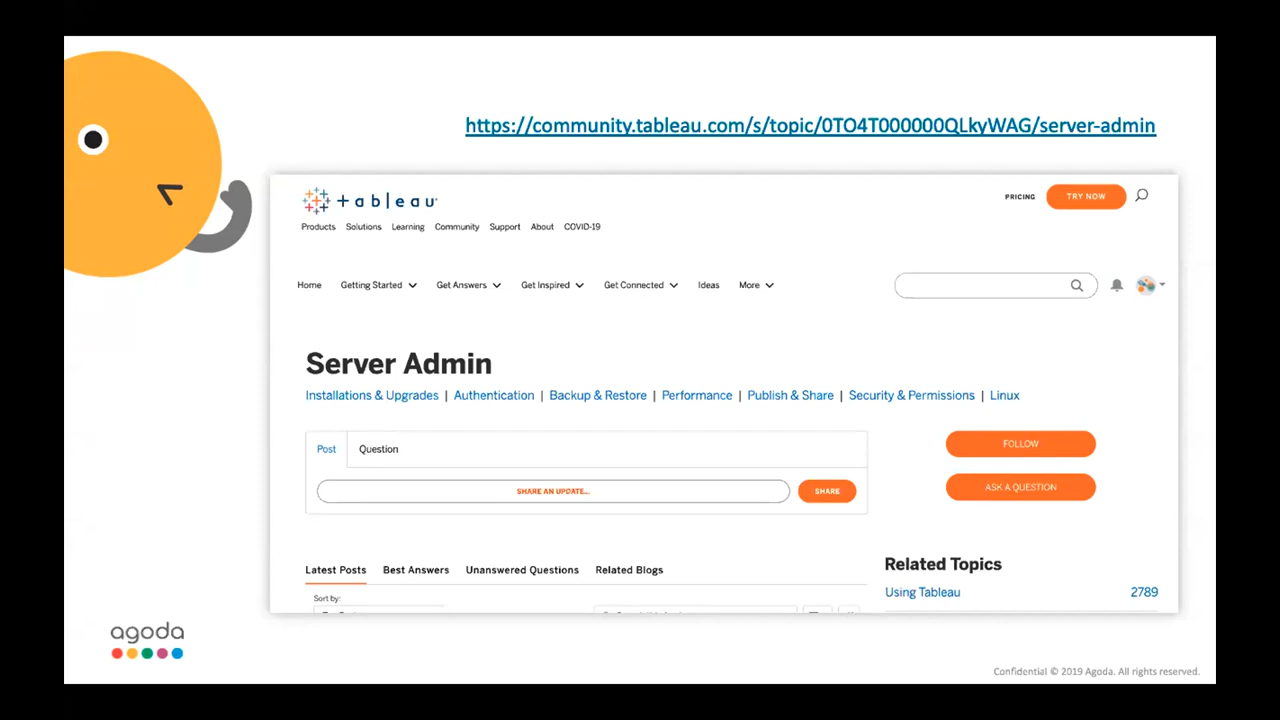 https://community.tableau.com/s/topic/0TO4T000000QLkyWAG/server-admin
+ a b | e a u
PRICING TRY NOW
Products Solutions Learning Community Support About COVID-19
Home Getting Started Get Answers Get Inspired Get Connected Ideas More
Server Admin
Installations & Upgrades | Authentication | Backup & Restore | Performance | Publish & Share | Security & Permissions | Linux
Post Question
FOLLOW
SHARE AN UPDATE... SHARE
ASK A QUESTION
Latest Posts Best Answers Unanswered Questions Related Blogs
Related Topics
Using Tableau 2789
Sort by:
agoda
Confidential © 2019 Agoda. All rights reserved.